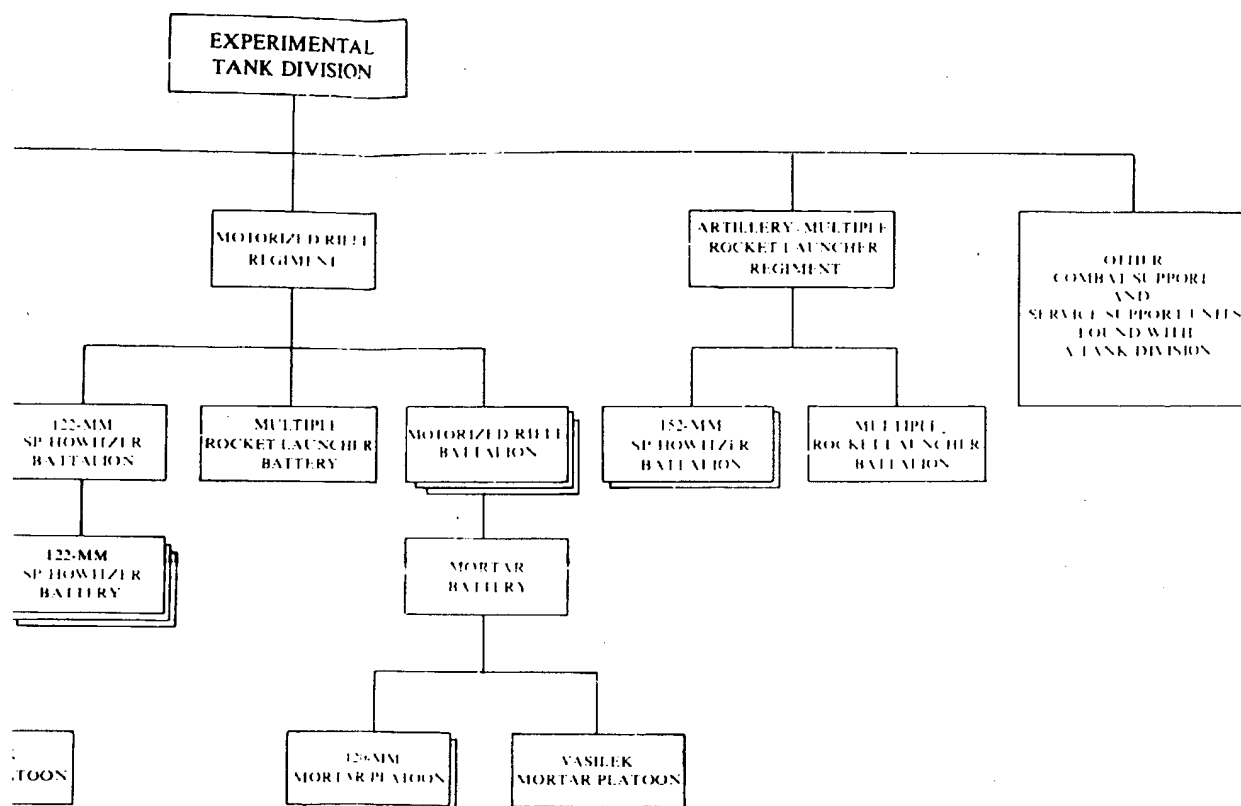 EXPERIMENTAL
TANK DIVISION
MOTORIZED RIFLE
REGIMENT
ARTILLERY-MULTIPLE
ROCKET LAUNCHER
REGIMENT
OTHER
COMBAT SUPPORT
AND
SERVICE SUPPORT UNITS
FOUND WITH
A TANK DIVISION
122-MM
SP HOWITZER
BATTALION
MULTIPLE
ROCKET LAUNCHER
BATTERY
MOTORIZED RIFLE
BATTALION
152-MM
SP HOWITZER
BATTALION
MULTIPLE
ROCKET LAUNCHER
BATTALION
122-MM
SP HOWITZER
BATTERY
MORTAR
BATTERY
120-MM
MORTAR PLATOON
VASILEK
MORTAR PLATOON